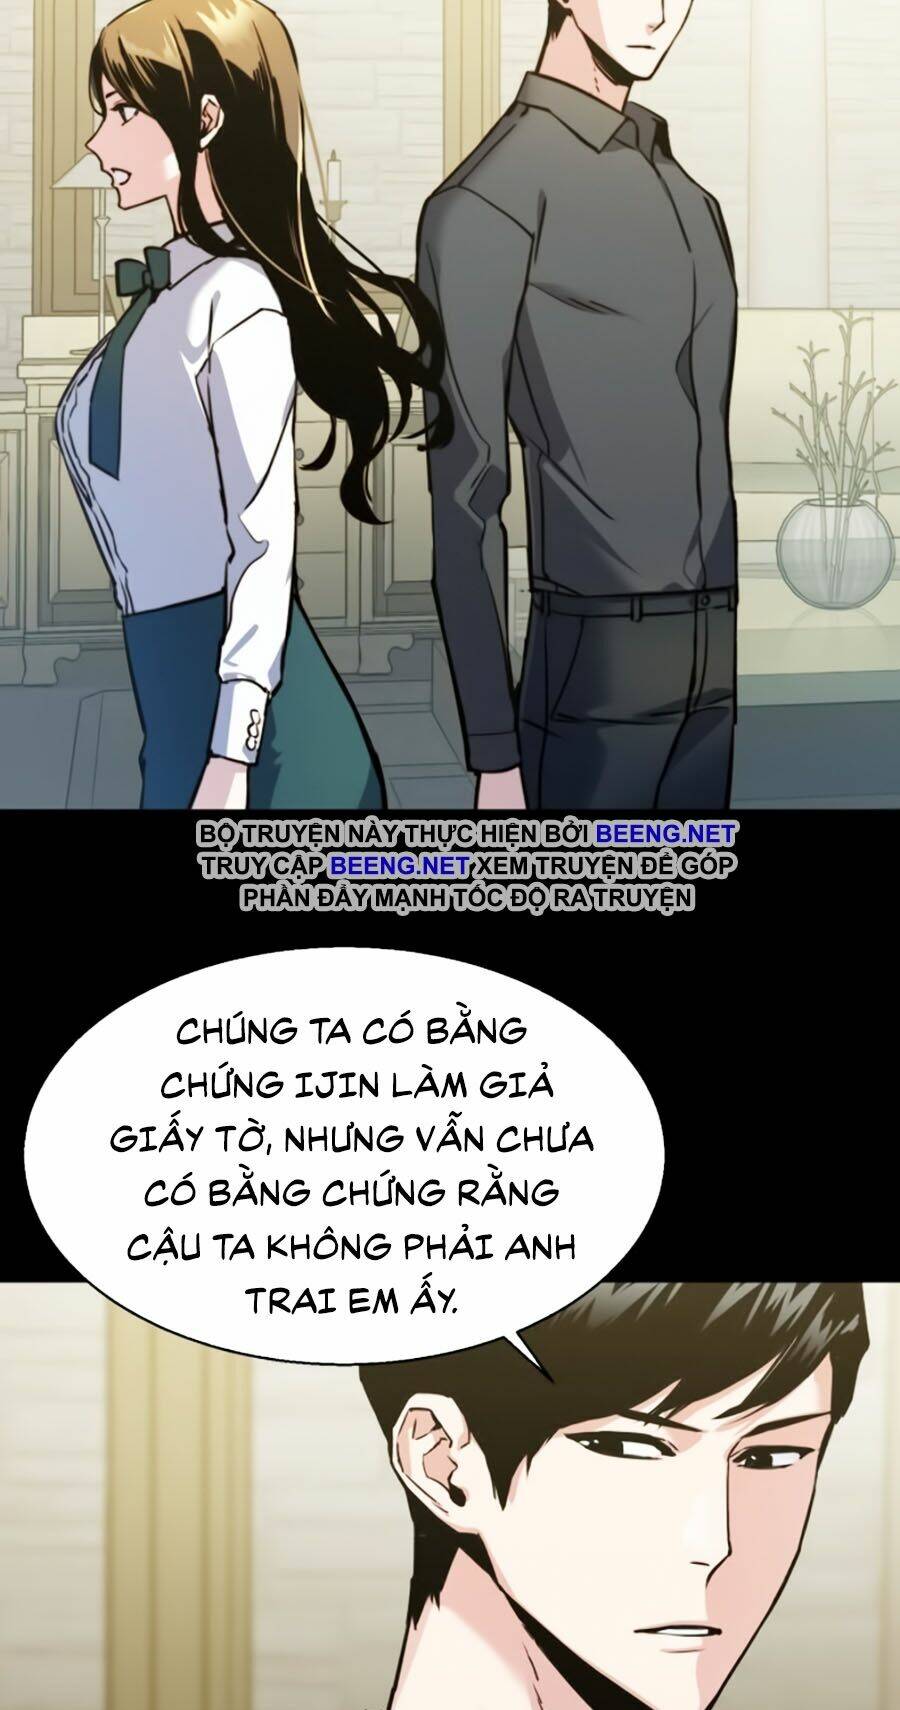 BỘ TRUYỆN NÀY THỰC HIỆN BỞI BEENG.NET
TRUY CẬP BEENG.NET XEM TRUYỆN ĐỂ GÓP
PHẦN ĐẨY MẠNH TỐC ĐỘ RA TRUYỆN
CHÚNG TA CÓ BẰNG
CHỨNG IJIN LÀM GIẢ
GIẤY TỜ, NHƯNG VẪN CHƯA
CÓ BẰNG CHỨNG RẰNG
CẬU TA KHÔNG PHẢI ANH
TRAI EM ẤY.